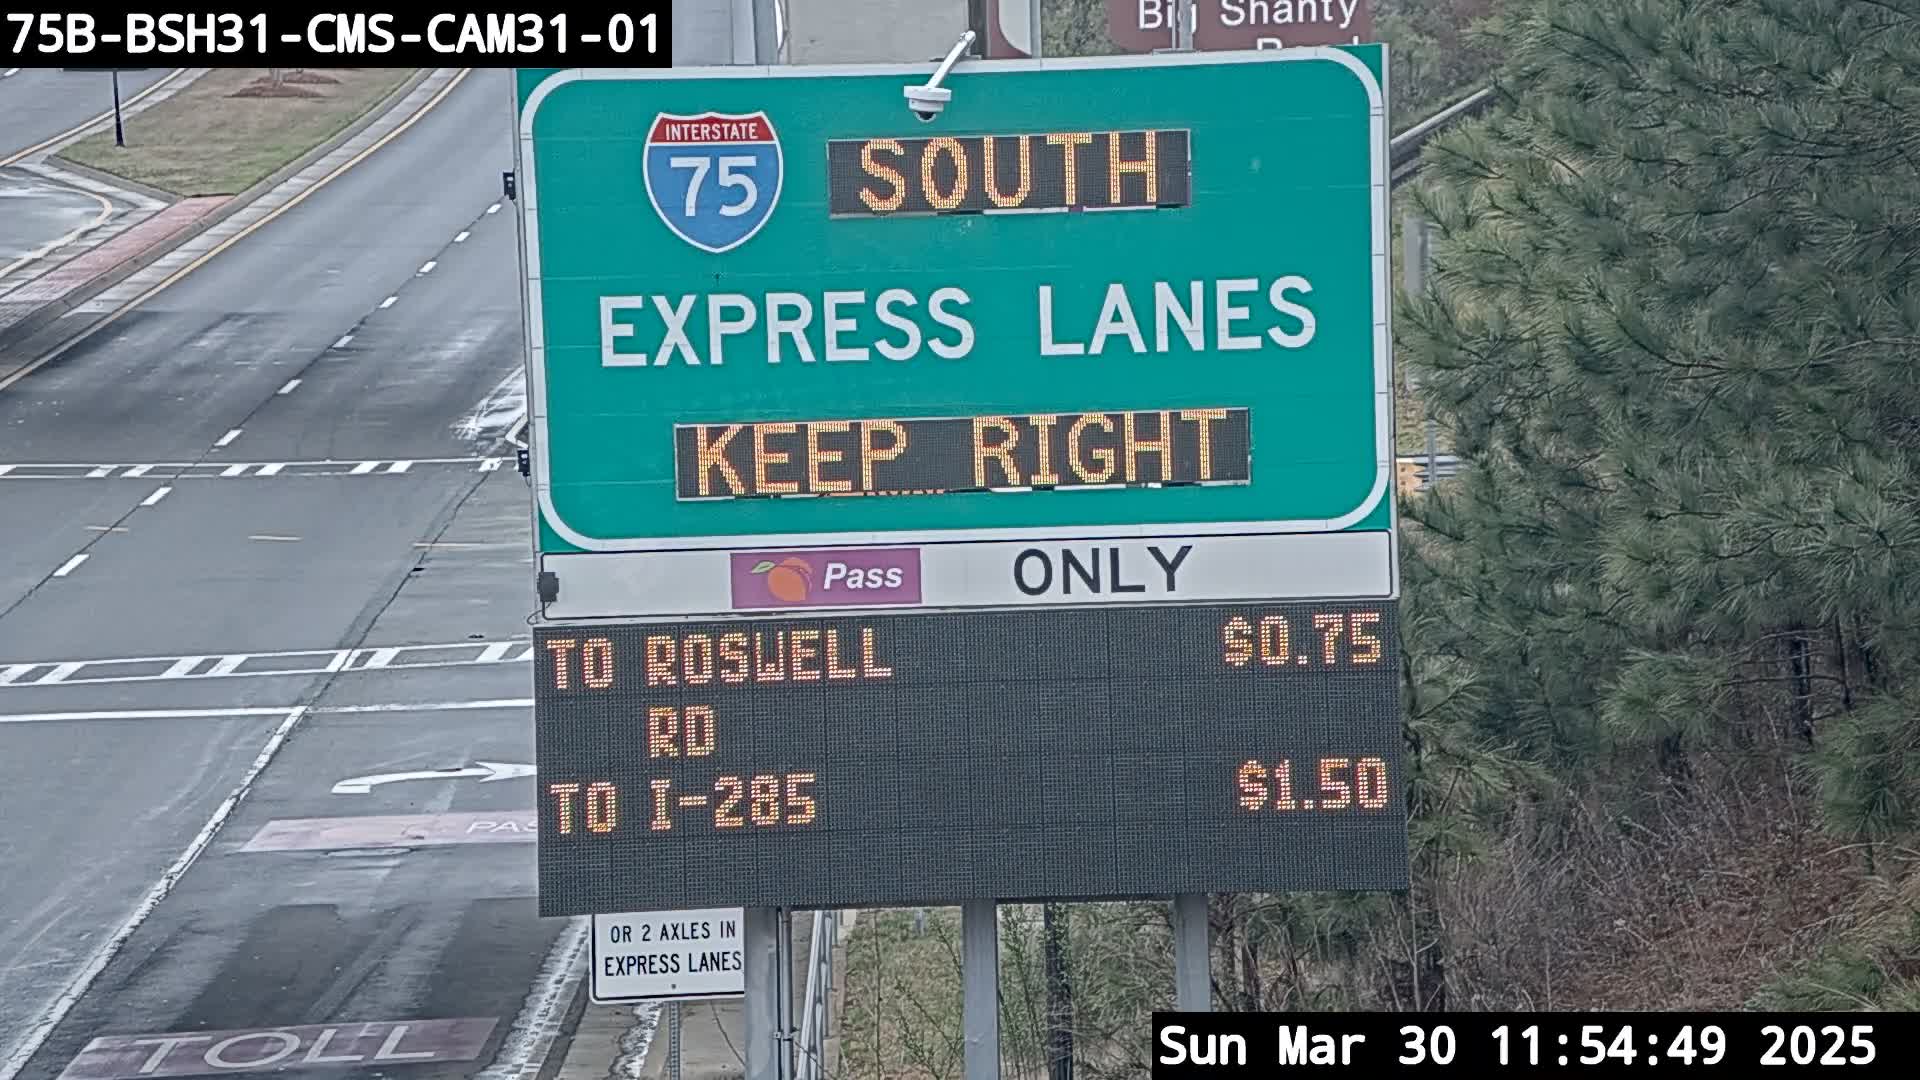 75B-BSH31-CMS-CAM31-01
Big Shanty
INTERSTATE
75
SOUTH
EXPRESS LANES
KEEP RIGHT
Pass
ONLY
TO ROSWELL $0.75
RD
TO I-285 $1.50
OR 2 AXLES IN
EXPRESS LANES
TOLL
Sun Mar 30 11:54:49 2025